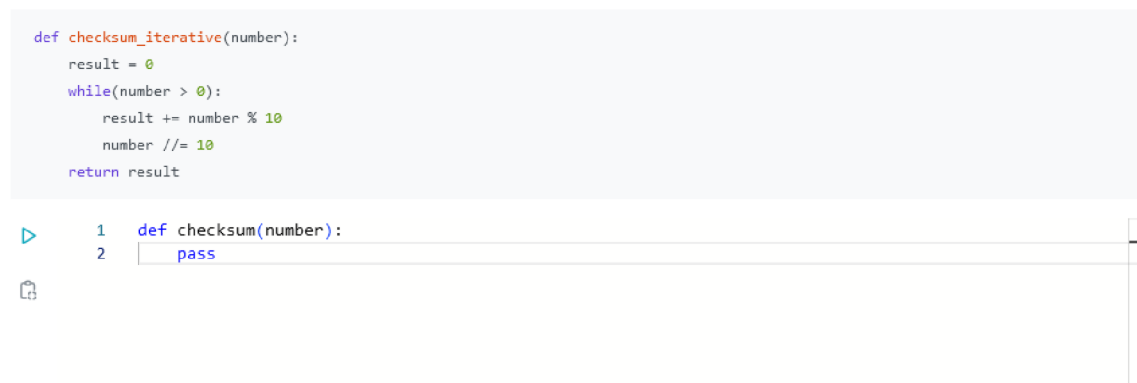 def checksum_iterative(number):
    result = 0
    while(number > 0):
        result += number % 10
        number //= 10
    return result
1 def checksum(number):
2     pass